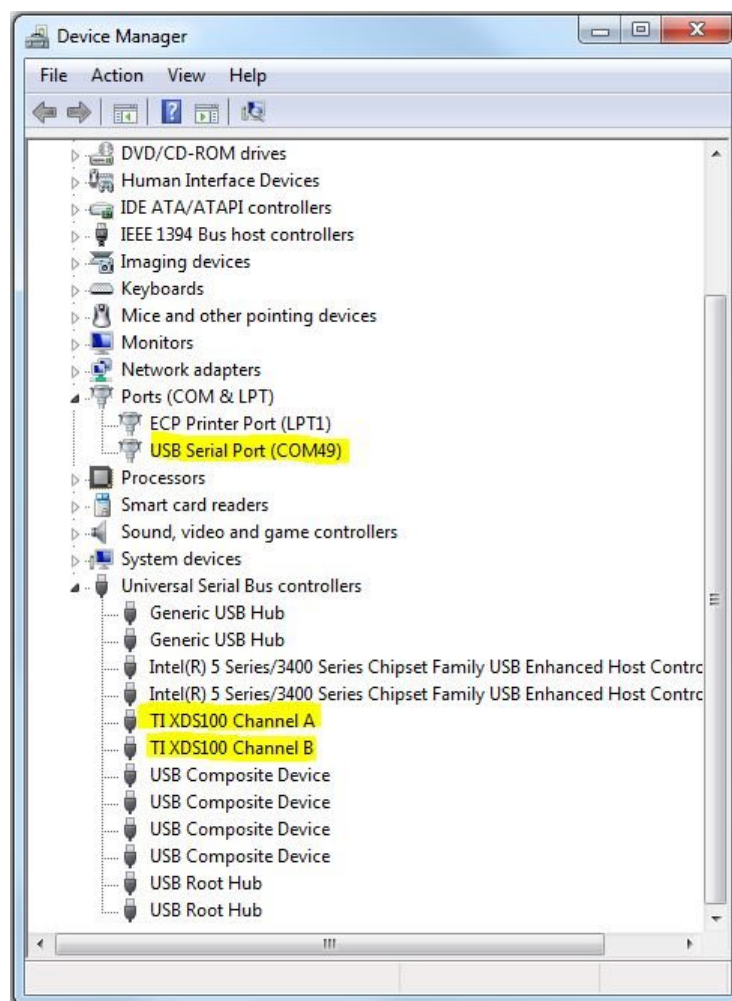 Device Manager
File Action View Help
DVD/CD-ROM drives
Human Interface Devices
IDE ATA/ATAPI controllers
IEEE 1394 Bus host controllers
Imaging devices
Keyboards
Mice and other pointing devices
Monitors
Network adapters
Ports (COM & LPT)
ECP Printer Port (LPT1)
USB Serial Port (COM49)
Processors
Smart card readers
Sound, video and game controllers
System devices
Universal Serial Bus controllers
Generic USB Hub
Generic USB Hub
Intel(R) 5 Series/3400 Series Chipset Family USB Enhanced Host Contrc
Intel(R) 5 Series/3400 Series Chipset Family USB Enhanced Host Contrc
TI XDS100 Channel A
TI XDS100 Channel B
USB Composite Device
USB Composite Device
USB Composite Device
USB Composite Device
USB Root Hub
USB Root Hub